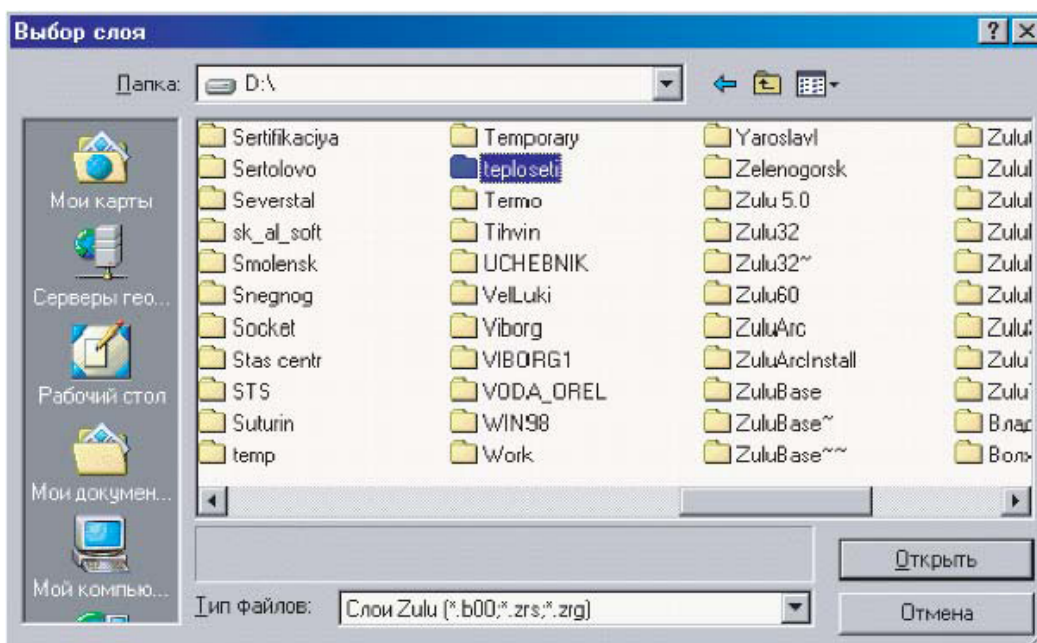 Выбор слоя
Папка: D:\
Мои карты
Серверы гео...
Рабочий стол
Мои докумен...
Мой компью...
Sertifikaciya
Sertolovo
Severstal
sk_al_soft
Smolensk
Snegnog
Socket
Stas centr
STS
Suturin
temp
Temporary
teploseti
Termo
Tihvin
UCHEBNIK
VelLuki
Viborg
VIBORG1
VODA_OREL
WIN98
Work
Yaroslavl
Zelenogorsk
Zulu 5.0
Zulu32
Zulu32~
Zulu60
ZuluArc
ZuluArcInstall
ZuluBase
ZuluBase~
ZuluBase~~
Открыть
Тип файлов: Слои Zulu (*.b00;*.zrs;*.zrg)
Отмена